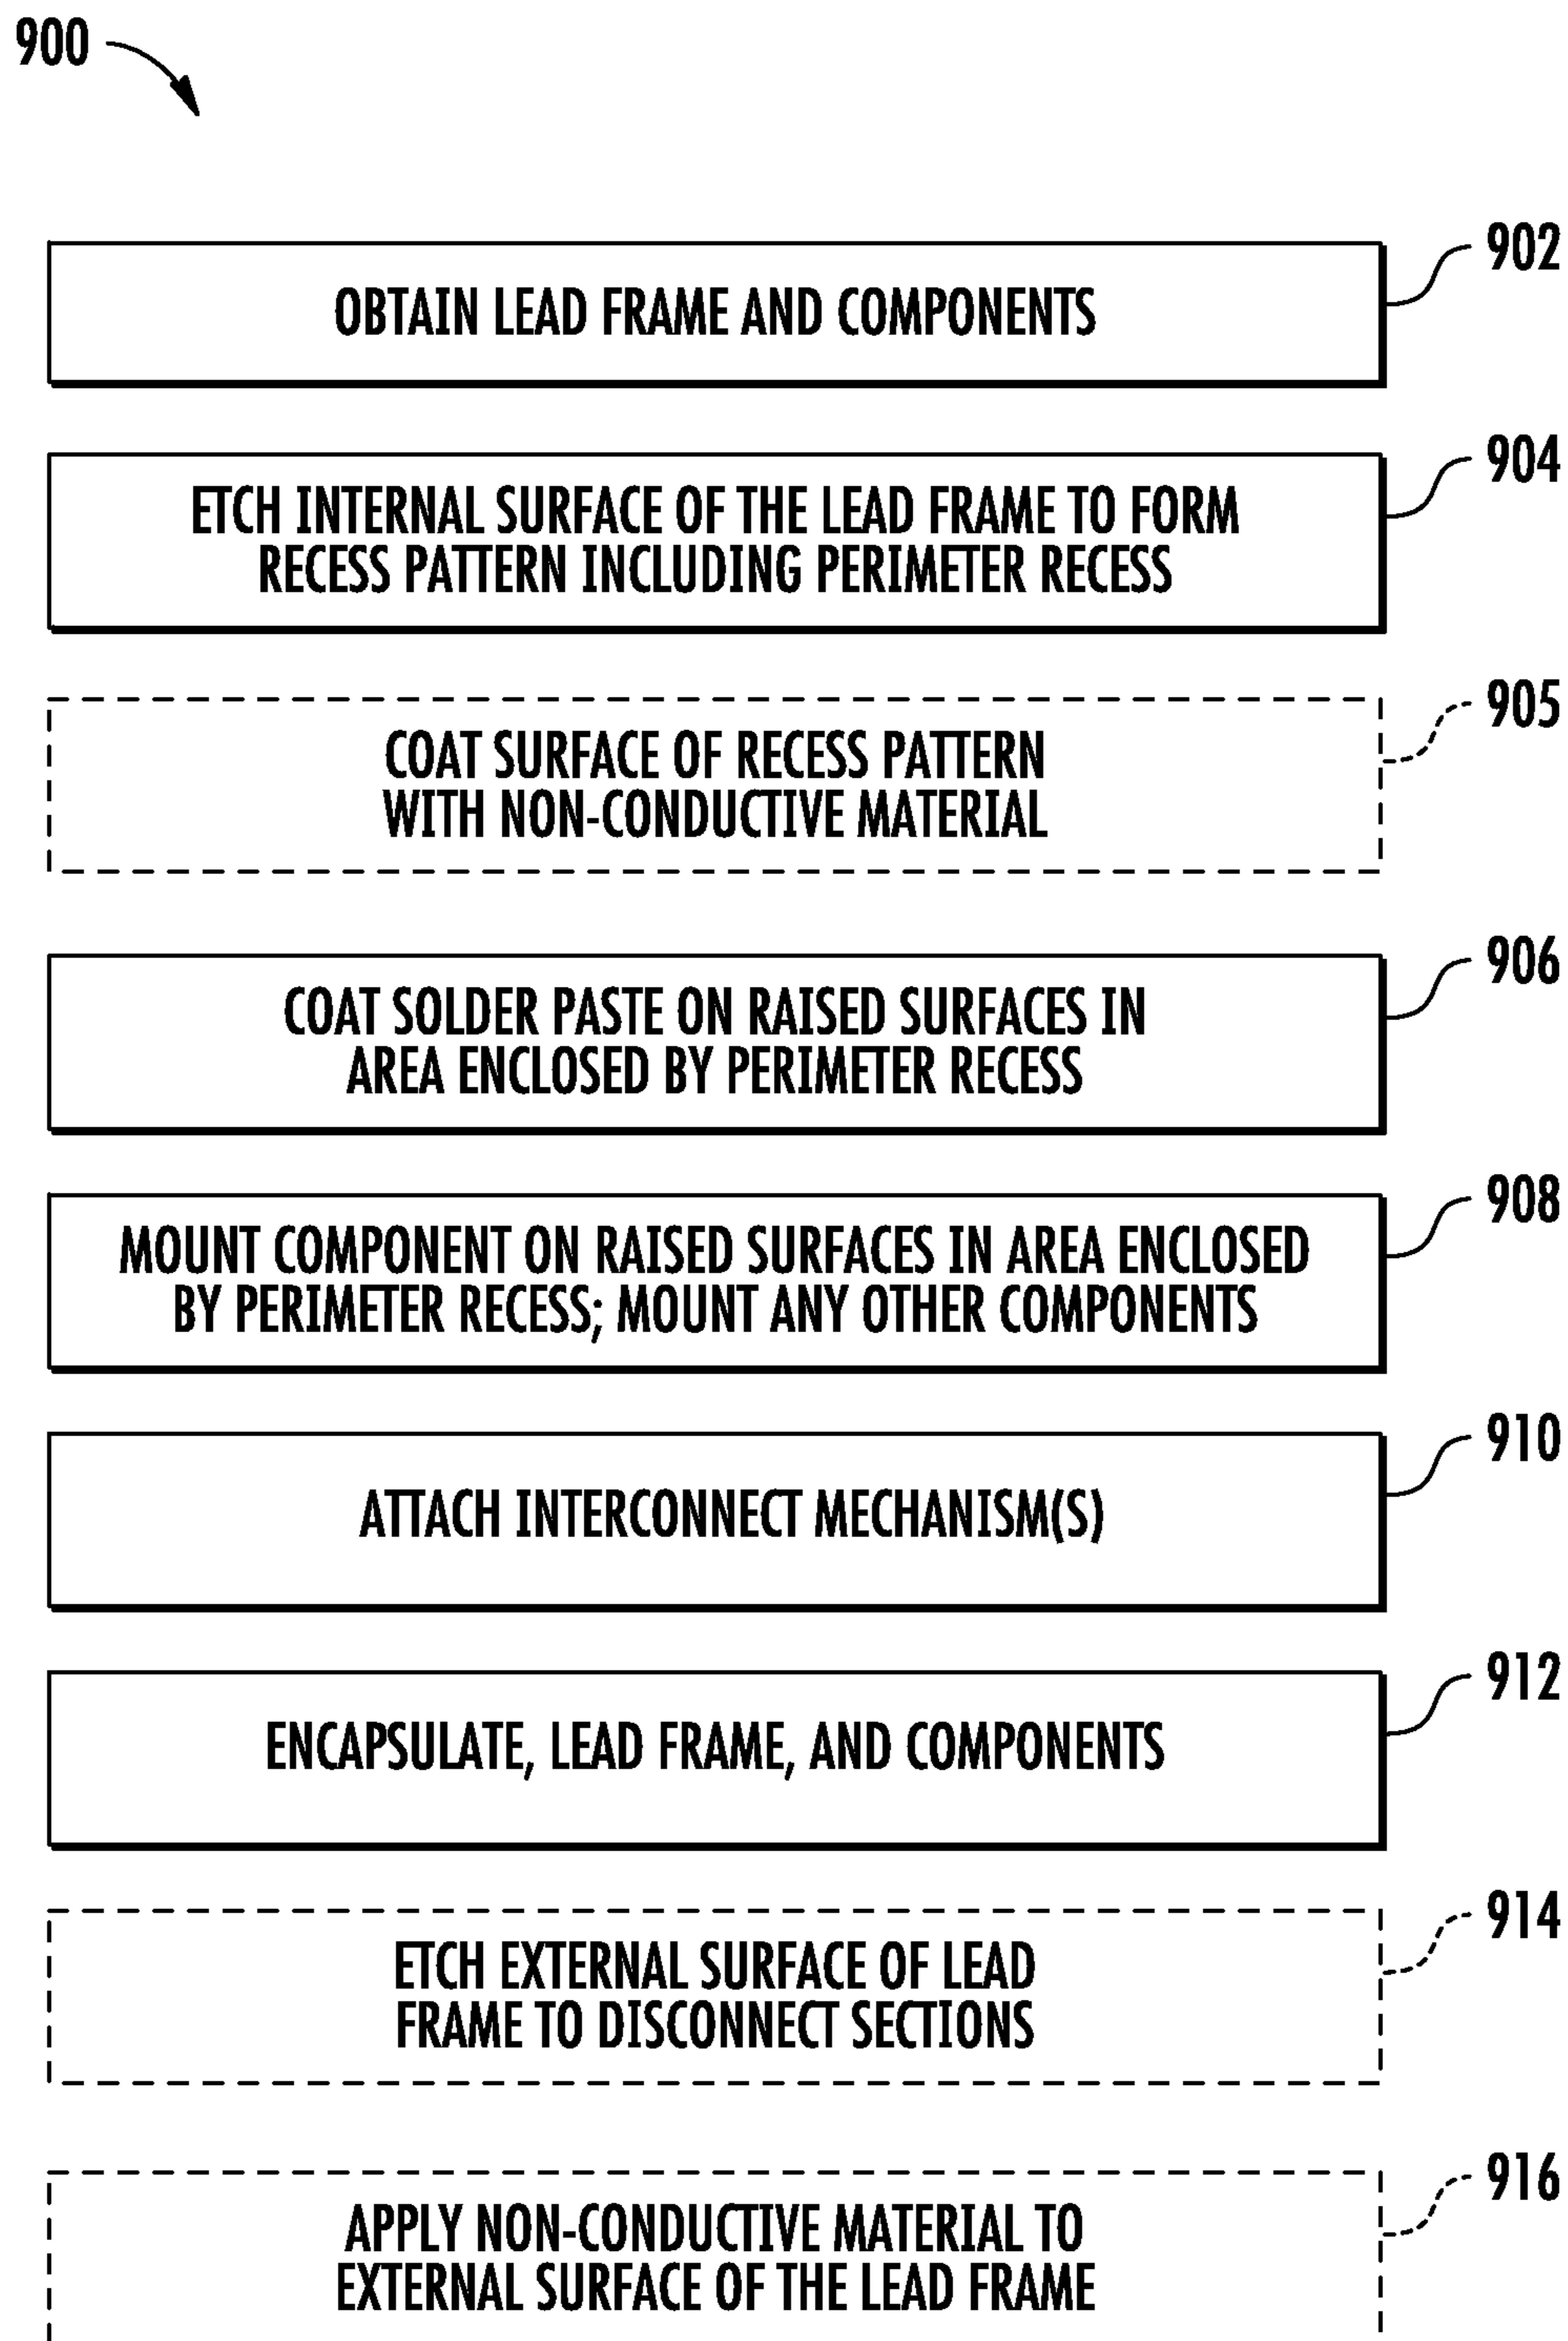 900
902
OBTAIN LEAD FRAME AND COMPONENTS
904
ETCH INTERNAL SURFACE OF THE LEAD FRAME TO FORM
RECESS PATTERN INCLUDING PERIMETER RECESS
905
COAT SURFACE OF RECESS PATTERN
WITH NON-CONDUCTIVE MATERIAL
906
COAT SOLDER PASTE ON RAISED SURFACES IN
AREA ENCLOSED BY PERIMETER RECESS
908
MOUNT COMPONENT ON RAISED SURFACES IN AREA ENCLOSED
BY PERIMETER RECESS; MOUNT ANY OTHER COMPONENTS
910
ATTACH INTERCONNECT MECHANISM(S)
912
ENCAPSULATE, LEAD FRAME, AND COMPONENTS
914
ETCH EXTERNAL SURFACE OF LEAD
FRAME TO DISCONNECT SECTIONS
916
APPLY NON-CONDUCTIVE MATERIAL TO
EXTERNAL SURFACE OF THE LEAD FRAME